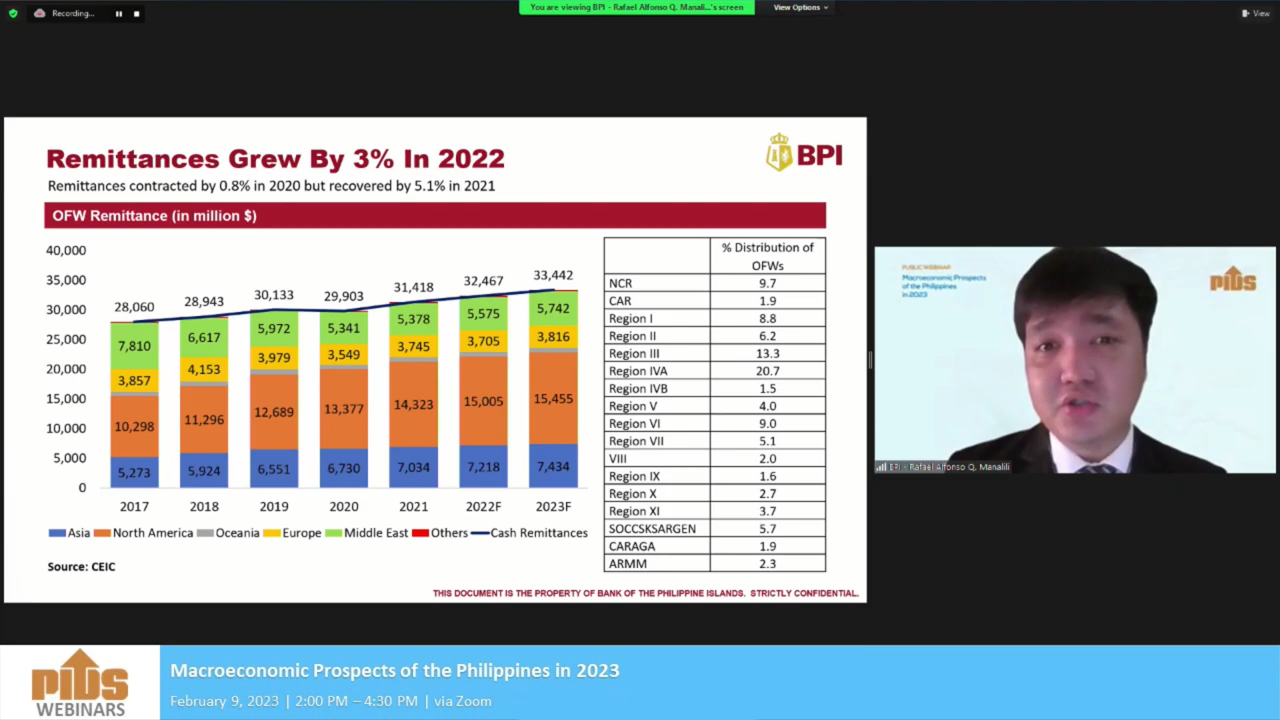 Recording...
You are viewing BPI - Rafael Alfonso Q. Manali...'s screen
View Options
View
Remittances Grew By 3% In 2022
BPI
Remittances contracted by 0.8% in 2020 but recovered by 5.1% in 2021
OFW Remittance (in million $)
40,000
35,000
30,000
25,000
20,000
15,000
10,000
5,000
0
28,060
28,943
30,133
29,903
31,418
32,467
33,442
7,810
6,617
5,972
5,341
5,378
5,575
5,742
3,857
4,153
3,979
3,549
3,745
3,705
3,816
10,298
11,296
12,689
13,377
14,323
15,005
15,455
5,273
5,924
6,551
6,730
7,034
7,218
7,434
2017 2018 2019 2020 2021 2022F 2023F
Asia North America Oceania Europe Middle East Others Cash Remittances
Source: CEIC
% Distribution of
OFWs
NCR 9.7
CAR 1.9
Region I 8.8
Region II 6.2
Region III 13.3
Region IVA 20.7
Region IVB 1.5
Region V 4.0
Region VI 9.0
Region VII 5.1
VIII 2.0
Region IX 1.6
Region X 2.7
Region XI 3.7
SOCCSKSARGEN 5.7
CARAGA 1.9
ARMM 2.3
THIS DOCUMENT IS THE PROPERTY OF BANK OF THE PHILIPPINE ISLANDS. STRICTLY CONFIDENTIAL.
PUBLIC WEBINAR
Macroeconomic Prospects
of the Philippines
in 2023
PIDS
BPI - Rafael Alfonso Q. Manalili
PIDS
WEBINARS
Macroeconomic Prospects of the Philippines in 2023
February 9, 2023 | 2:00 PM – 4:30 PM | via Zoom